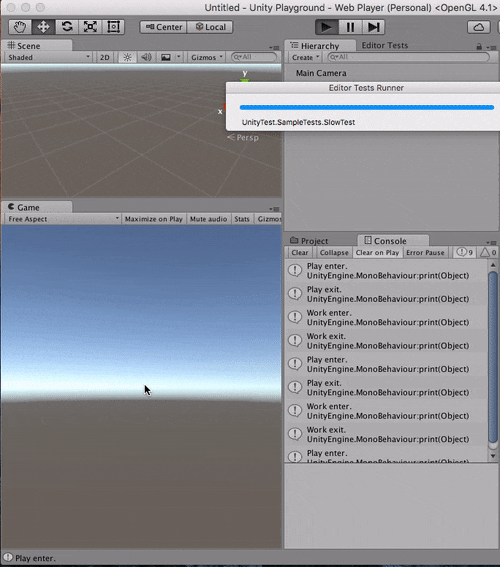 Untitled - Unity Playground - Web Player (Personal) <OpenGL 4.1>
Center Local
Scene
Shaded 2D Gizmos All
y
x
Persp
Hierarchy Editor Tests
Create All
Main Camera
Editor Tests Runner
UnityTest.SampleTests.SlowTest
Game
Free Aspect Maximize on Play Mute audio Stats Gizmos
Project Console
Clear Collapse Clear on Play Error Pause 9 0
Play enter.
UnityEngine.MonoBehaviour:print(Object)
Play exit.
UnityEngine.MonoBehaviour:print(Object)
Work enter.
UnityEngine.MonoBehaviour:print(Object)
Work exit.
UnityEngine.MonoBehaviour:print(Object)
Play enter.
UnityEngine.MonoBehaviour:print(Object)
Play exit.
UnityEngine.MonoBehaviour:print(Object)
Work enter.
UnityEngine.MonoBehaviour:print(Object)
Work exit.
UnityEngine.MonoBehaviour:print(Object)
Play enter.
UnityEngine.MonoBehaviour:print(Object)
Play enter.